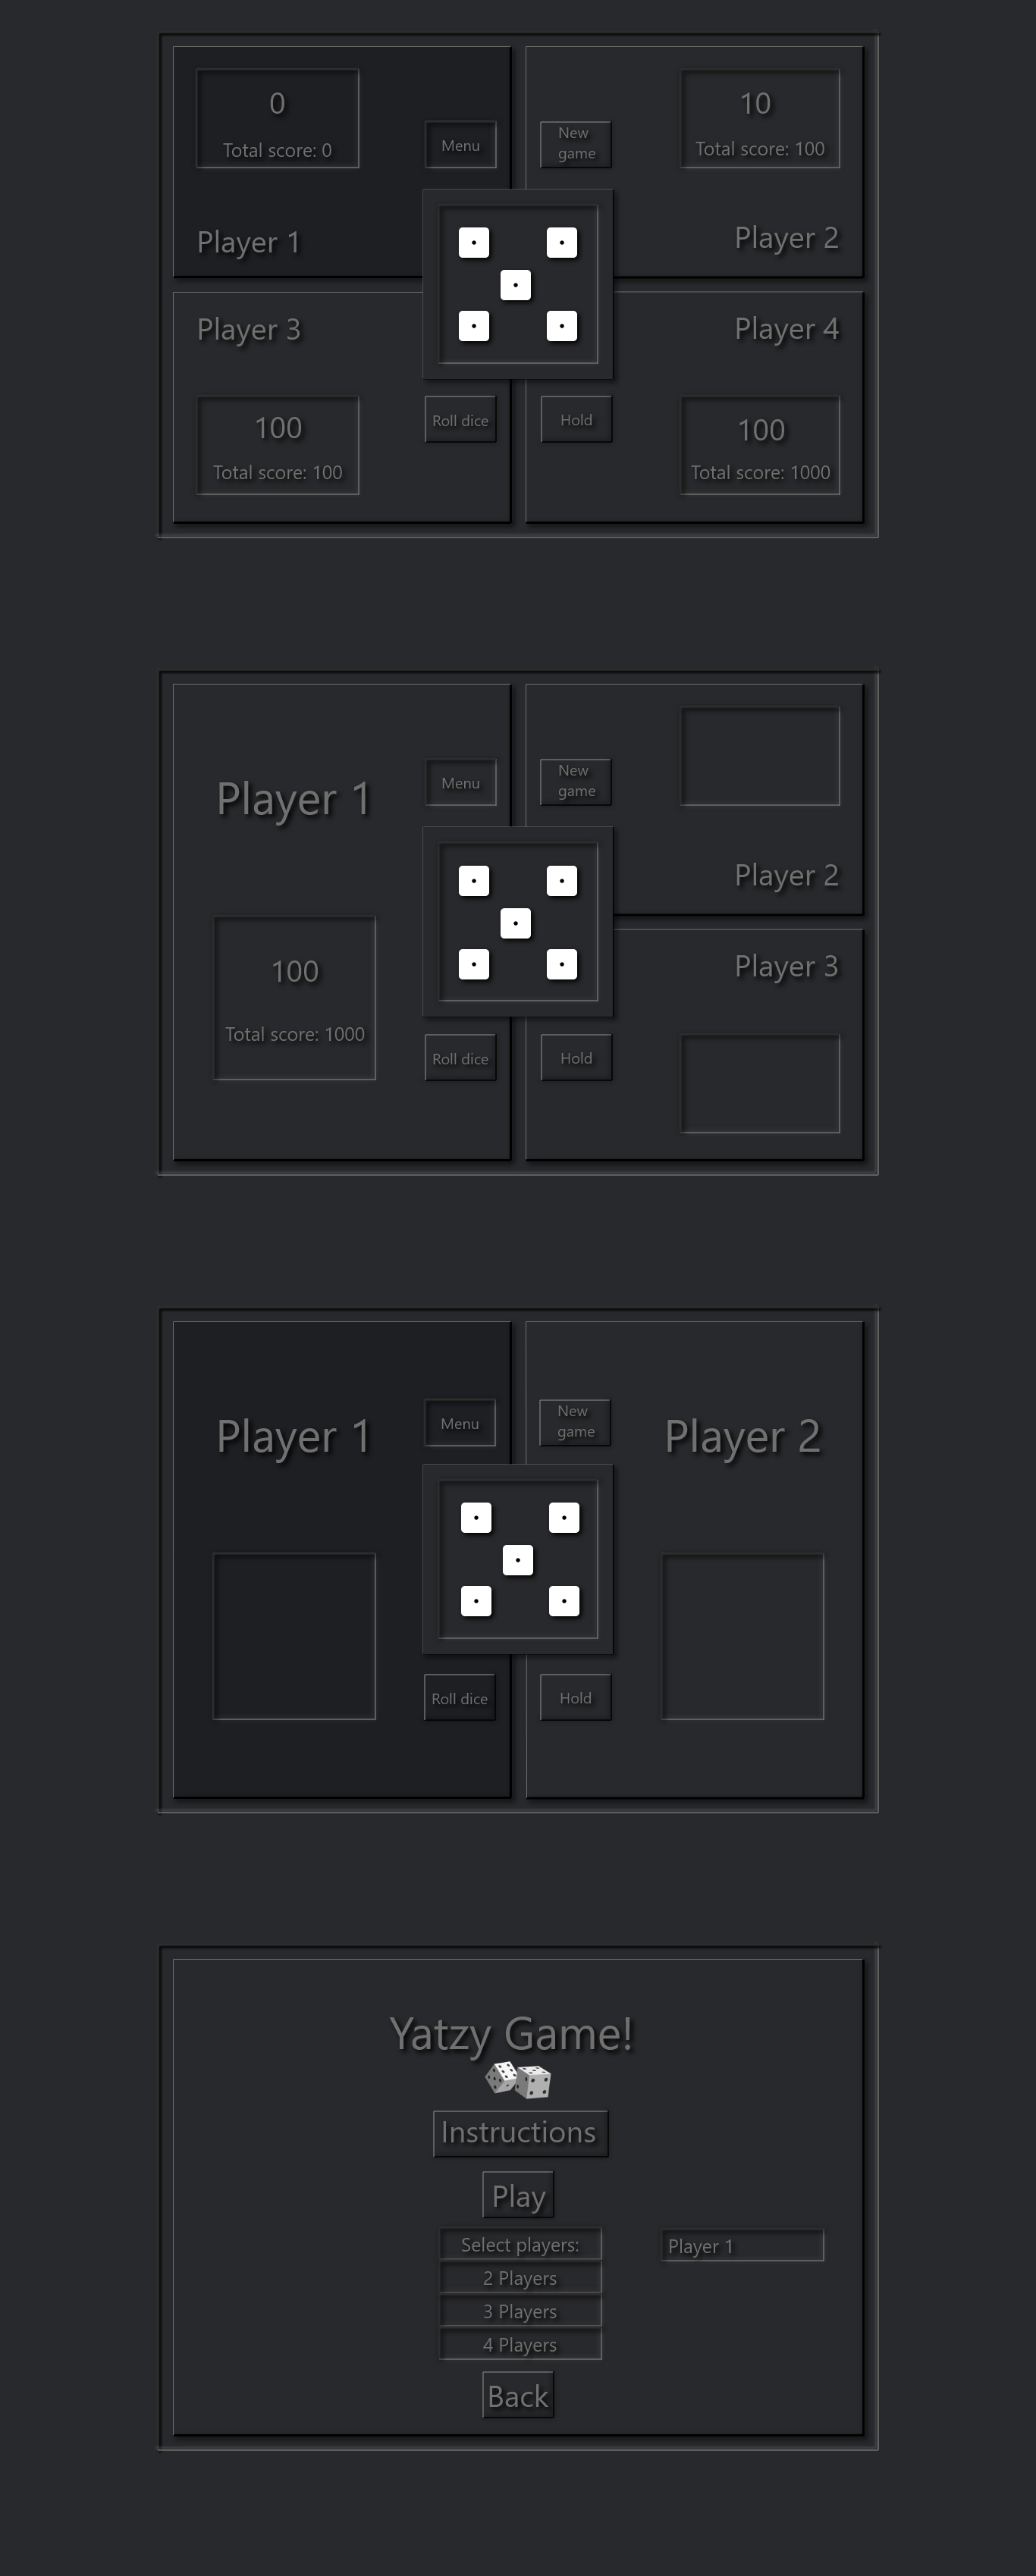 0
Total score: 0
Menu
Player 1
New
game
10
Total score: 100
Player 2
Player 3
100
Total score: 100
Roll dice
Hold
Player 4
100
Total score: 1000
Player 1
Menu
100
Total score: 1000
Roll dice
New
game
Player 2
Player 3
Hold
Player 1
Menu
Roll dice
New
game
Player 2
Hold
Yatzy Game!
Instructions
Play
Select players:
Player 1
2 Players
3 Players
4 Players
Back